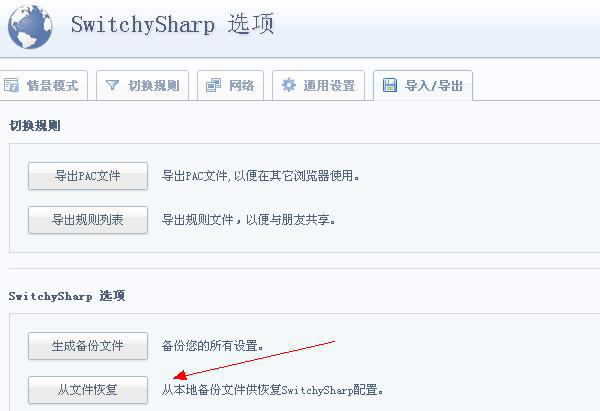 SwitchySharp 选项
情景模式 切换规则 网络 通用设置 导入/导出
切换规则
导出PAC文件 导出PAC文件,以便在其它浏览器使用。
导出规则列表 导出规则文件，以便与朋友共享。
SwitchySharp 选项
生成备份文件 备份您的所有设置。
从文件恢复 从本地备份文件供恢复SwitchySharp配置。